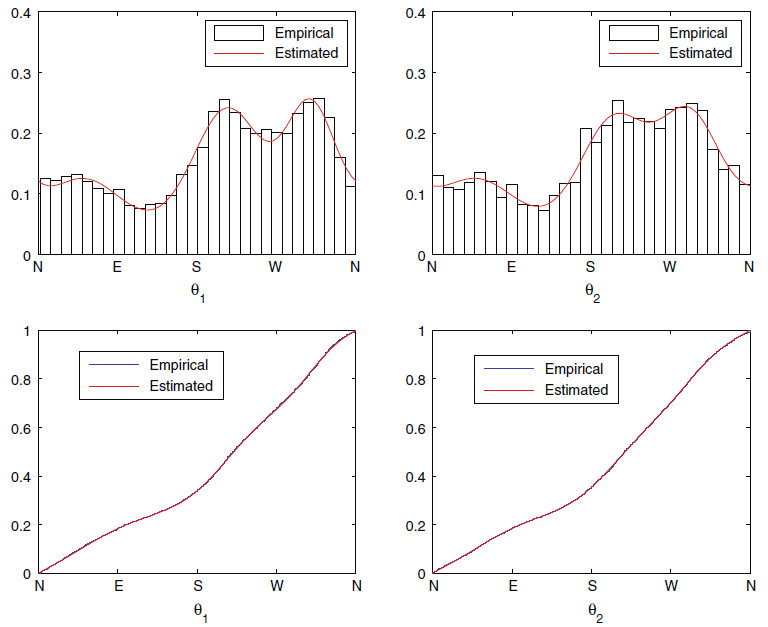 0.4
0.3
0.2
0.1
0
Empirical
Estimated
N E S W N
θ1
0.4
0.3
0.2
0.1
0
Empirical
Estimated
N E S W N
θ2
1
0.8
0.6
0.4
0.2
0
Empirical
Estimated
N E S W N
θ1
1
0.8
0.6
0.4
0.2
0
Empirical
Estimated
N E S W N
θ2